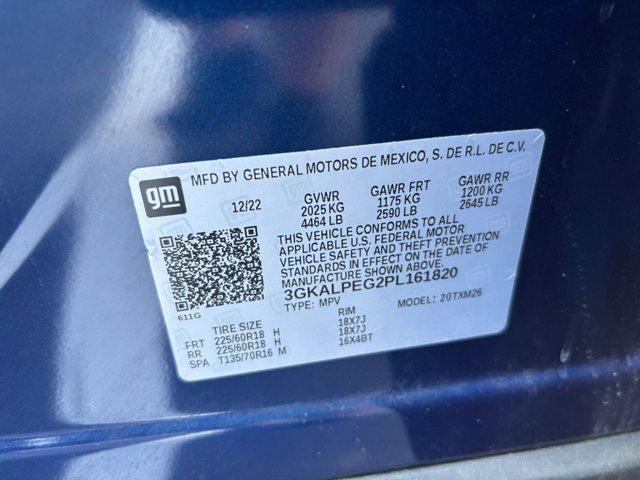 gm
MFD BY GENERAL MOTORS DE MEXICO, S. DE R.L. DE C.V.
12/22 GVWR GAWR FRT GAWR RR
2025 KG 1175 KG 1200 KG
4464 LB 2590 LB 2645 LB
THIS VEHICLE CONFORMS TO ALL
APPLICABLE U.S. FEDERAL MOTOR
VEHICLE SAFETY AND THEFT PREVENTION
STANDARDS IN EFFECT ON THE DATE OF
MANUFACTURE SHOWN ABOVE.
3GKALPEG2PL161820
TYPE: MPV MODEL: 20TXM26
611G
TIRE SIZE RIM
FRT 225/60R18 H 18X7J
RR 225/60R18 H 18X7J
SPA T135/70R16 M 16X4BT